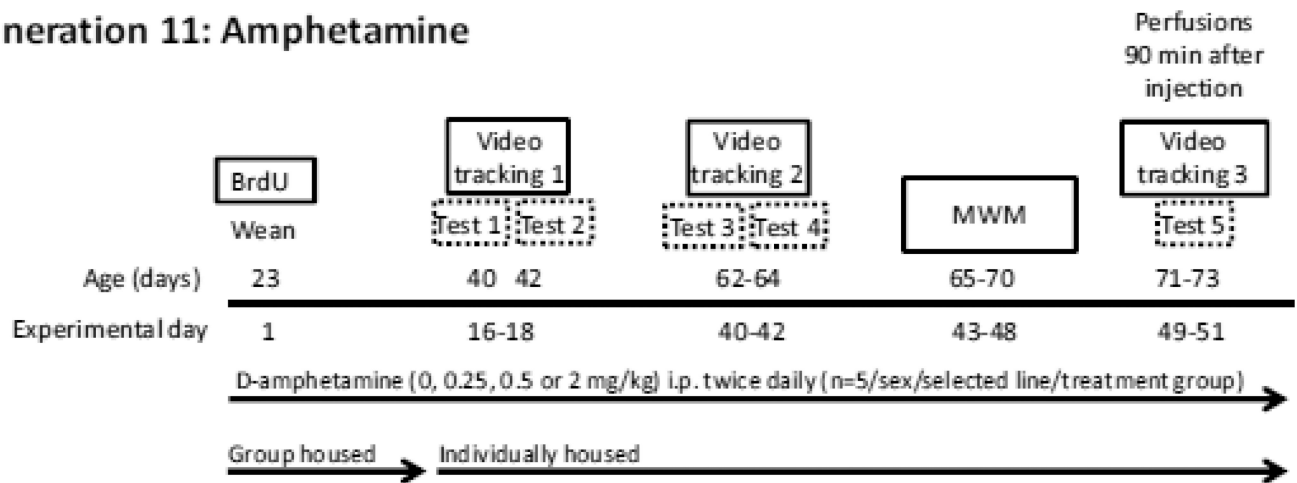 neration 11: Amphetamine
Perfusions
90 min after
injection
BrdU
Video
tracking 1
Video
tracking 2
MWM
Video
tracking 3
Wean
Test 1 Test 2
Test 3 Test 4
Test 5
Age (days) 23 40 42 62-64 65-70 71-73
Experimental day 1 16-18 40-42 43-48 49-51
D-amphetamine (0, 0.25, 0.5 or 2 mg/kg) i.p. twice daily (n=5/sex/selected line/treatment group)
Group housed Individually housed